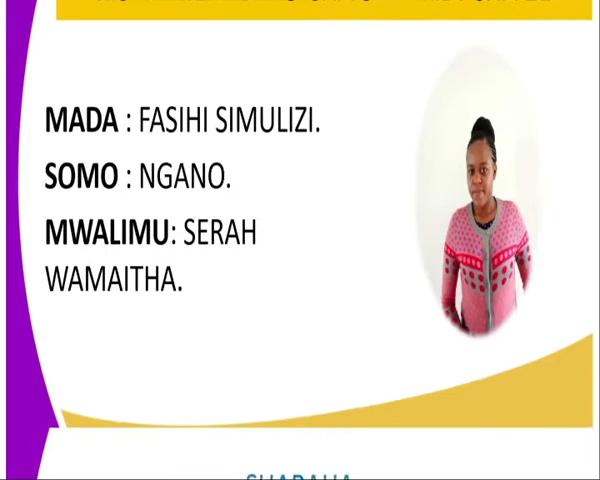 MADA : FASIHI SIMULIZI.
SOMO : NGANO.
MWALIMU: SERAH
WAMAITHA.